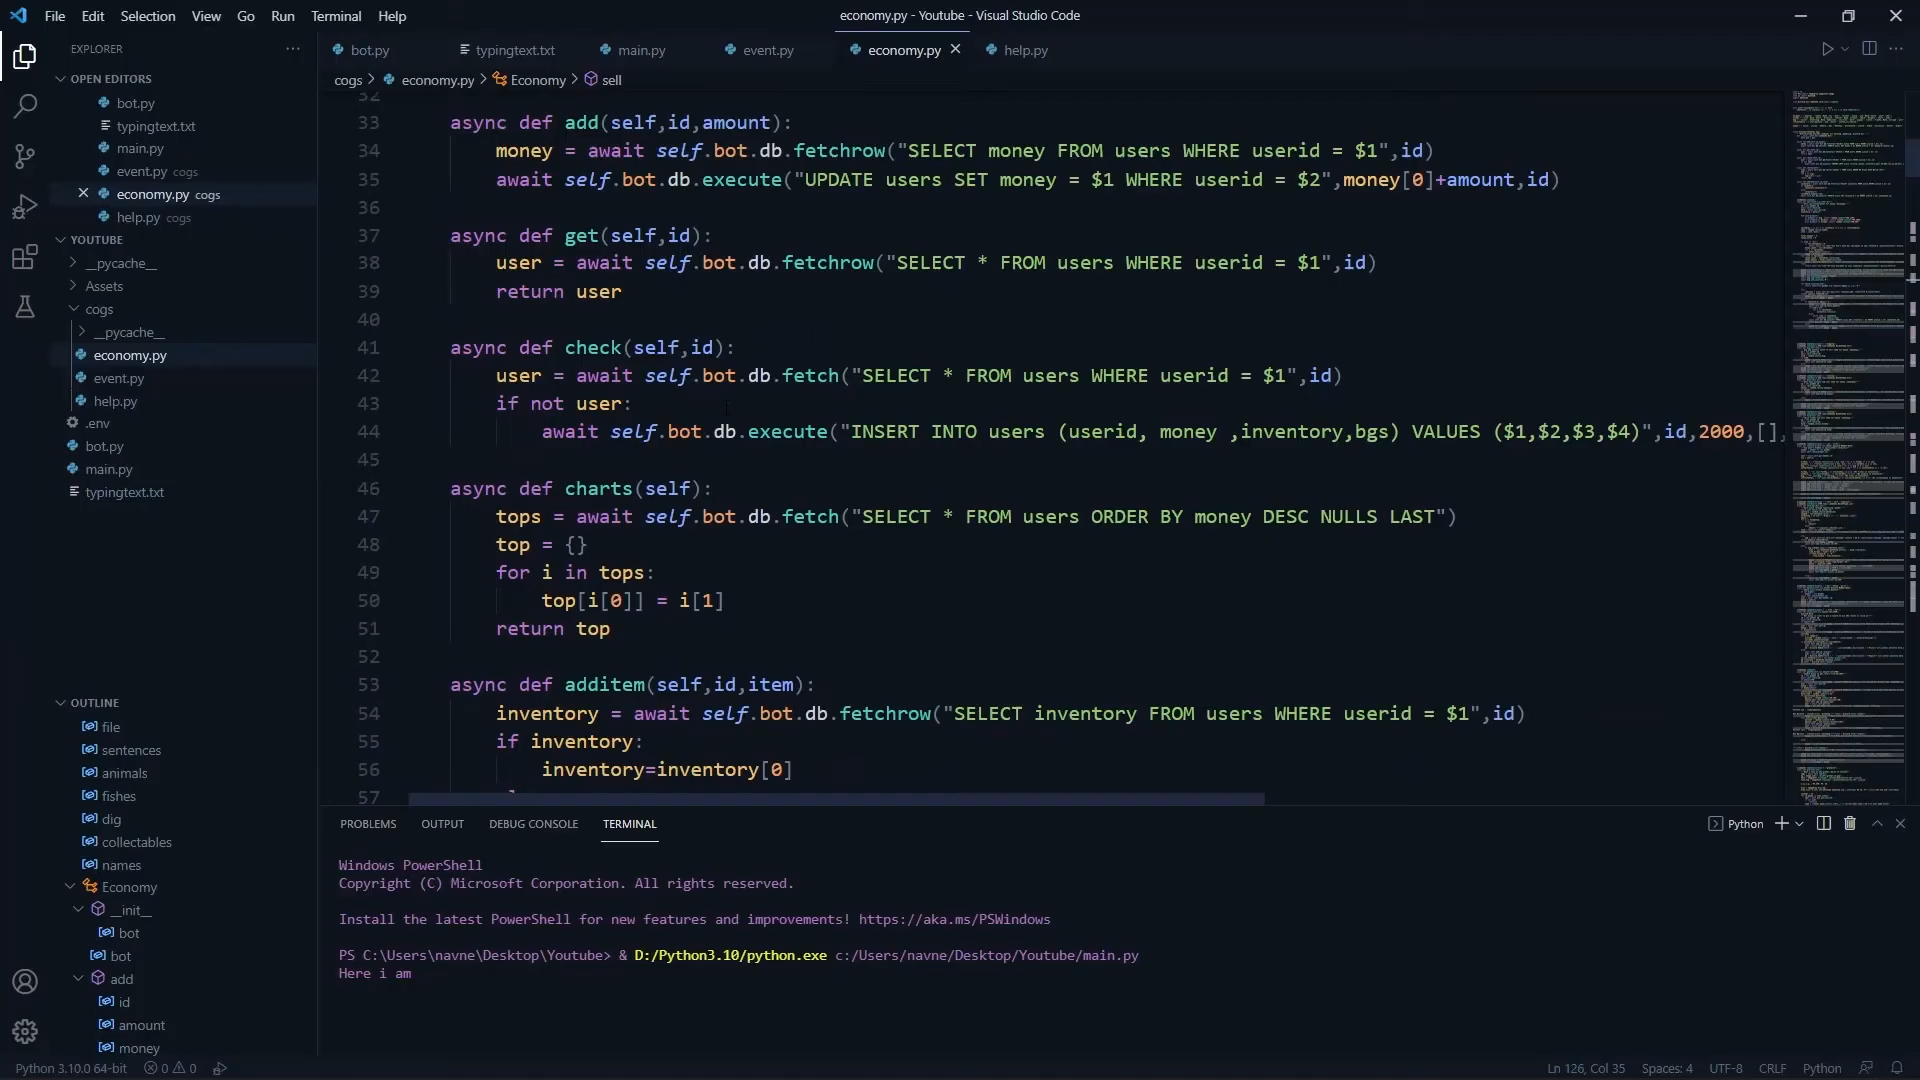 File Edit Selection View Go Run Terminal Help
economy.py - Youtube - Visual Studio Code
EXPLORER
OPEN EDITORS
bot.py
typingtext.txt
main.py
event.py cogs
economy.py cogs
help.py cogs
YOUTUBE
__pycache__
Assets
cogs
__pycache__
economy.py
event.py
help.py
.env
bot.py
main.py
typingtext.txt
OUTLINE
file
sentences
animals
fishes
dig
collectables
names
Economy
__init__
bot
bot
add
id
amount
money
bot.py typingtext.txt main.py event.py economy.py help.py
cogs > economy.py > Economy > sell
32
33 async def add(self,id,amount):
34 money = await self.bot.db.fetchrow("SELECT money FROM users WHERE userid = $1",id)
35 await self.bot.db.execute("UPDATE users SET money = $1 WHERE userid = $2",money[0]+amount,id)
36
37 async def get(self,id):
38 user = await self.bot.db.fetchrow("SELECT * FROM users WHERE userid = $1",id)
39 return user
40
41 async def check(self,id):
42 user = await self.bot.db.fetch("SELECT * FROM users WHERE userid = $1",id)
43 if not user:
44 await self.bot.db.execute("INSERT INTO users (userid, money ,inventory,bgs) VALUES ($1,$2,$3,$4)",id,2000,[],
45
46 async def charts(self):
47 tops = await self.bot.db.fetch("SELECT * FROM users ORDER BY money DESC NULLS LAST")
48 top = {}
49 for i in tops:
50 top[i[0]] = i[1]
51 return top
52
53 async def additem(self,id,item):
54 inventory = await self.bot.db.fetchrow("SELECT inventory FROM users WHERE userid = $1",id)
55 if inventory:
56 inventory=inventory[0]
57
PROBLEMS OUTPUT DEBUG CONSOLE TERMINAL
Python
Windows PowerShell
Copyright (C) Microsoft Corporation. All rights reserved.
Install the latest PowerShell for new features and improvements! https://aka.ms/PSWindows
PS C:\Users\navne\Desktop\Youtube> & D:/Python3.10/python.exe c:/Users/navne/Desktop/Youtube/main.py
Here i am
Python 3.10.0 64-bit 0 0
Ln 126, Col 35 Spaces: 4 UTF-8 CRLF Python